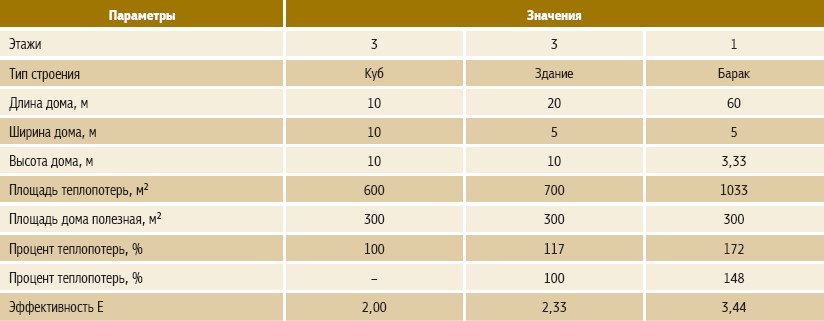 Параметры Значения
Этажи 3 3 1
Тип строения Куб Здание Барак
Длина дома, м 10 20 60
Ширина дома, м 10 5 5
Высота дома, м 10 10 3,33
Площадь теплопотерь, м² 600 700 1033
Площадь дома полезная, м² 300 300 300
Процент теплопотерь, % 100 117 172
Процент теплопотерь, % – 100 148
Эффективность E 2,00 2,33 3,44